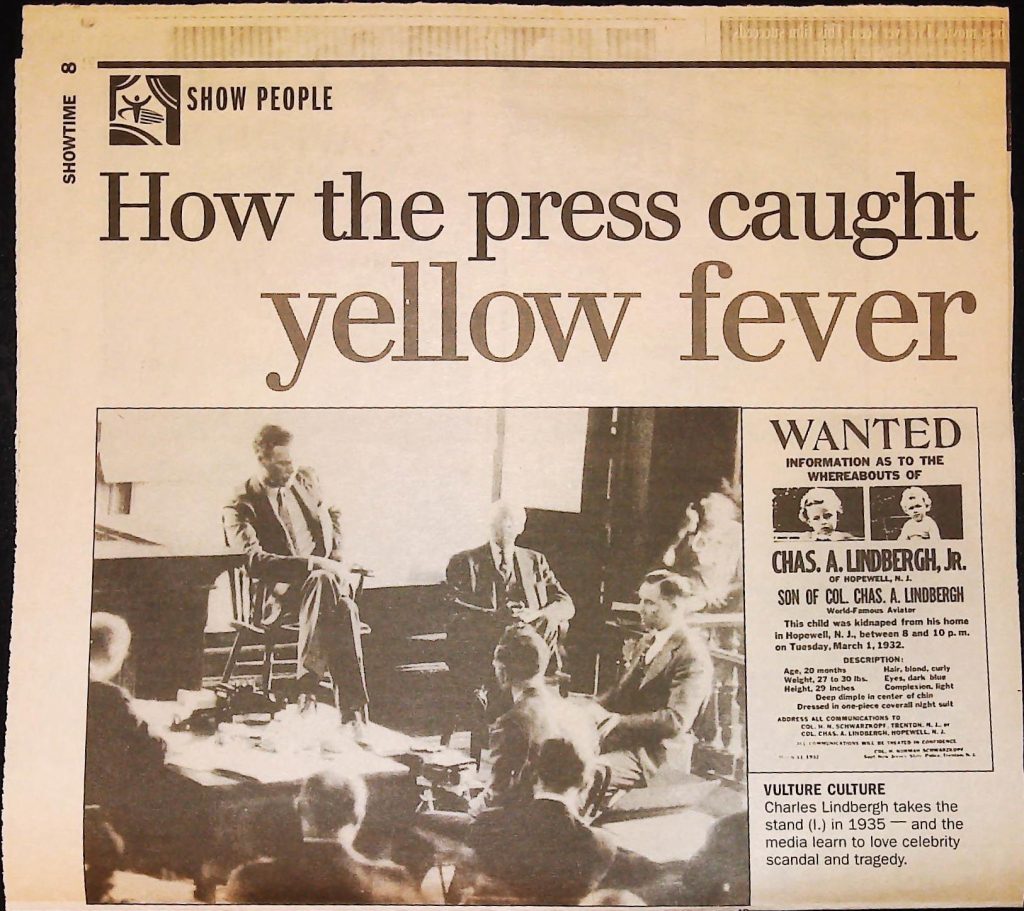 SHOWTIME 8
SHOW PEOPLE
How the press caught
yellow fever
WANTED
INFORMATION AS TO THE
WHEREABOUTS OF
CHAS. A. LINDBERGH, JR.
OF HOPEWELL, N. J.
SON OF COL. CHAS. A. LINDBERGH
World-Famous Aviator
This child was kidnaped from his home
in Hopewell, N. J., between 8 and 10 p. m.
on Tuesday, March 1, 1932.
DESCRIPTION:
Age, 20 months Hair, blond, curly
Weight, 27 to 30 lbs. Eyes, dark blue
Height, 29 inches Complexion, light
Deep dimple in center of chin
Dressed in one-piece coverall night suit
ADDRESS ALL COMMUNICATIONS TO
COL. H. N. SCHWARZKOPF, TRENTON, N. J., or
COL. CHAS. A. LINDBERGH, HOPEWELL, N. J.
ALL COMMUNICATIONS WILL BE TREATED IN CONFIDENCE
COL. H. NORMAN SCHWARZKOPF
1932
VULTURE CULTURE
Charles Lindbergh takes the
stand (l.) in 1935 — and the
media learn to love celebrity
scandal and tragedy.